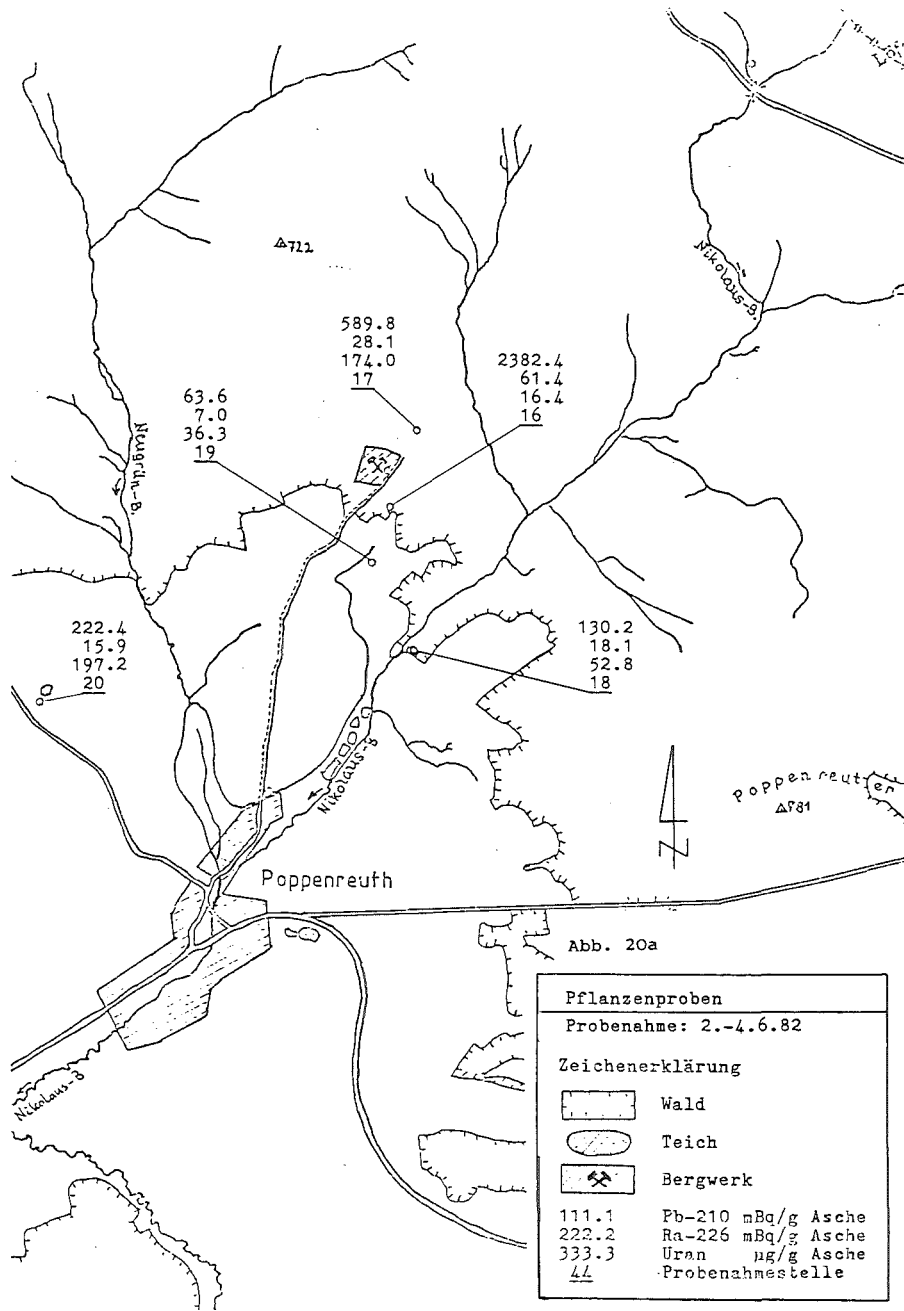 △722
Nikolaus-B.
589.8
28.1
174.0
17
2382.4
61.4
16.4
16
63.6
7.0
36.3
19
Neugrün-B.
222.4
15.9
197.2
20
130.2
18.1
52.8
18
Nikolaus-B
Poppenreuter
N
Poppenreuth
Abb. 20a
Nikolaus-B
Pflanzenproben
Probenahme: 2.-4.6.82
Zeichenerklärung
Wald
Teich
Bergwerk
111.1 Pb-210 mBq/g Asche
222.2 Ra-226 mBq/g Asche
333.3 Uran µg/g Asche
44 Probenahmestelle